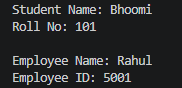 Student Name: Bhoomi
Roll No: 101
Employee Name: Rahul
Employee ID: 5001